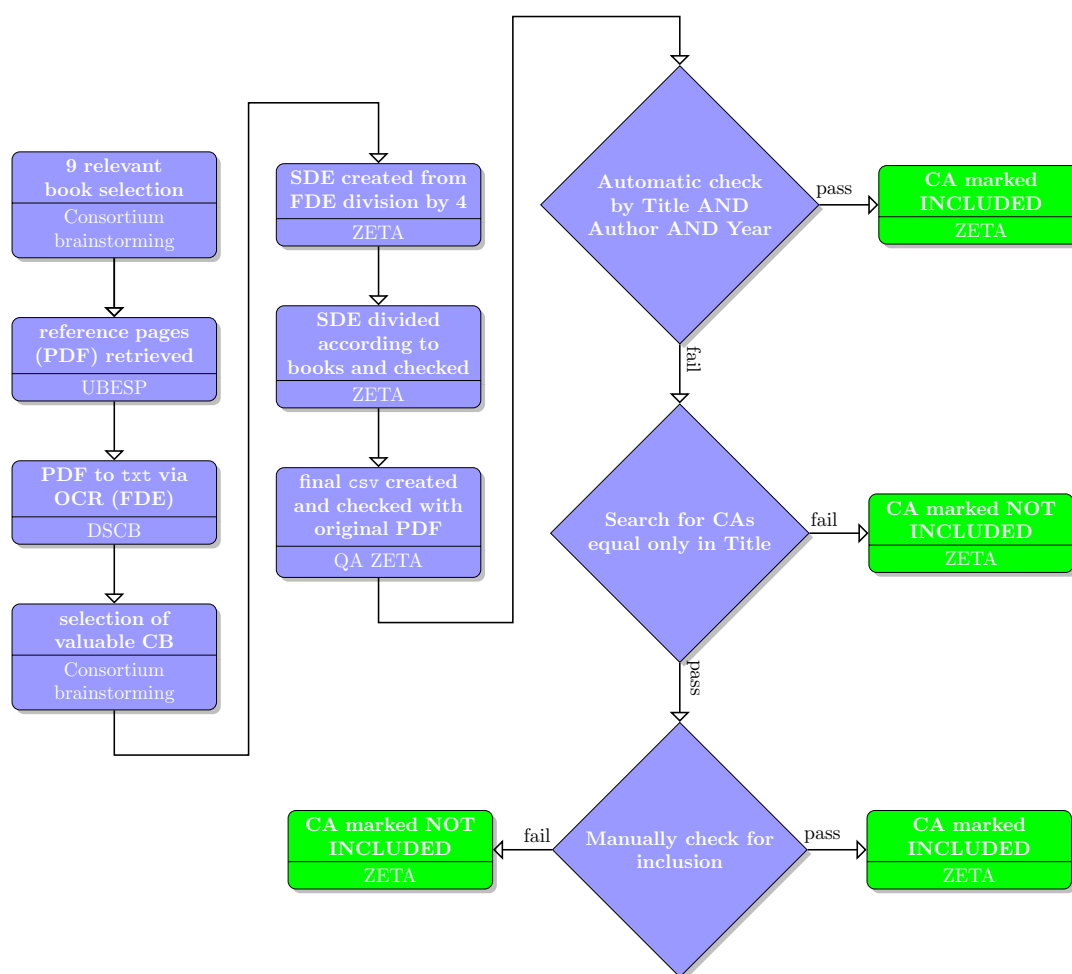 9 relevant
book selection
Consortium
brainstorming
reference pages
(PDF) retrieved
UBESP
PDF to txt via
OCR (FDE)
DSCB
selection of
valuable CB
Consortium
brainstorming
SDE created from
FDE division by 4
ZETA
SDE divided
according to
books and checked
ZETA
final csv created
and checked with
original PDF
QA ZETA
Automatic check
by Title AND
Author AND Year
pass
CA marked
INCLUDED
ZETA
fail
Search for CAs
equal only in Title
fail
CA marked NOT
INCLUDED
ZETA
pass
Manually check for
inclusion
fail
CA marked NOT
INCLUDED
ZETA
pass
CA marked
INCLUDED
ZETA